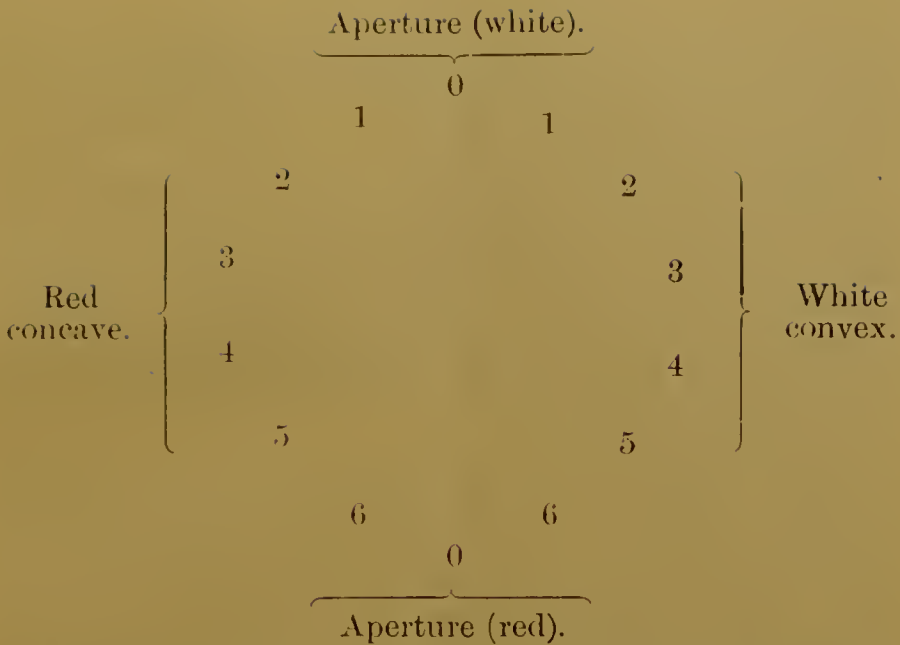 Aperture (white).
0
1 1
2 2
3 3
Red
concave.
White
convex.
4 4
5 5
6 6
0
Aperture (red).